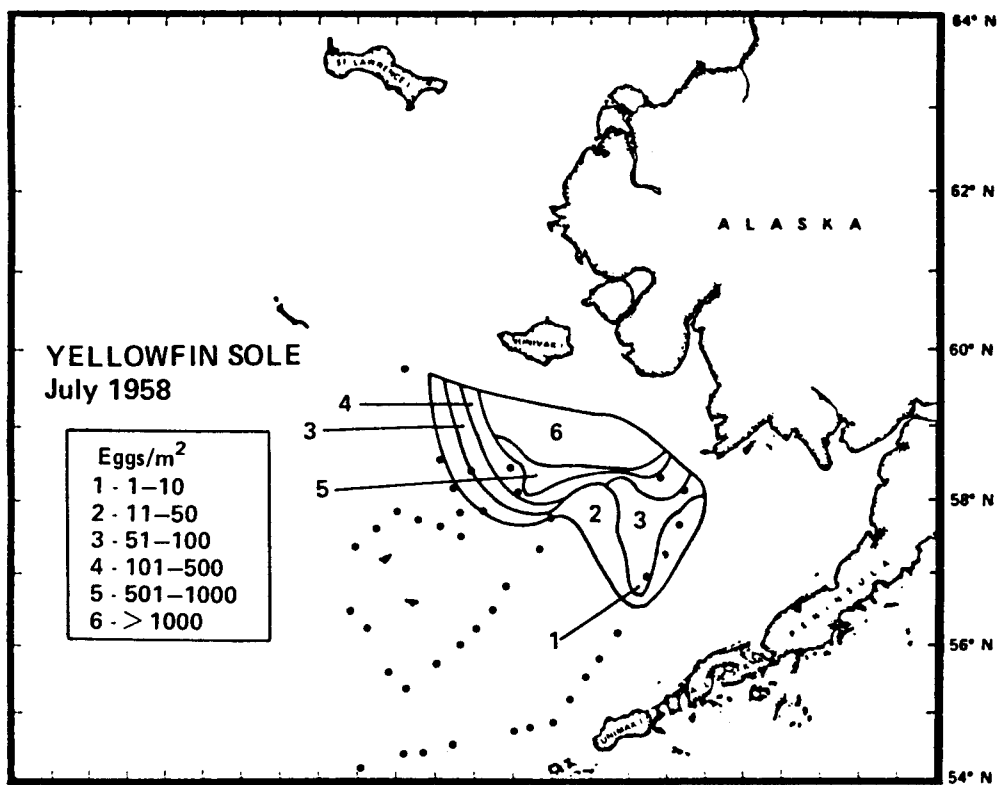 64° N
ST LAWRENCE I
62° N
ALASKA
60° N
NUNIVAK I
YELLOWFIN SOLE
July 1958
4
3
6
5
58° N
2
3
Eggs/m²
1 - 1–10
2 - 11–50
3 - 51–100
4 - 101–500
5 - 501–1000
6 - > 1000
1
56° N
UNIMAK I
54° N